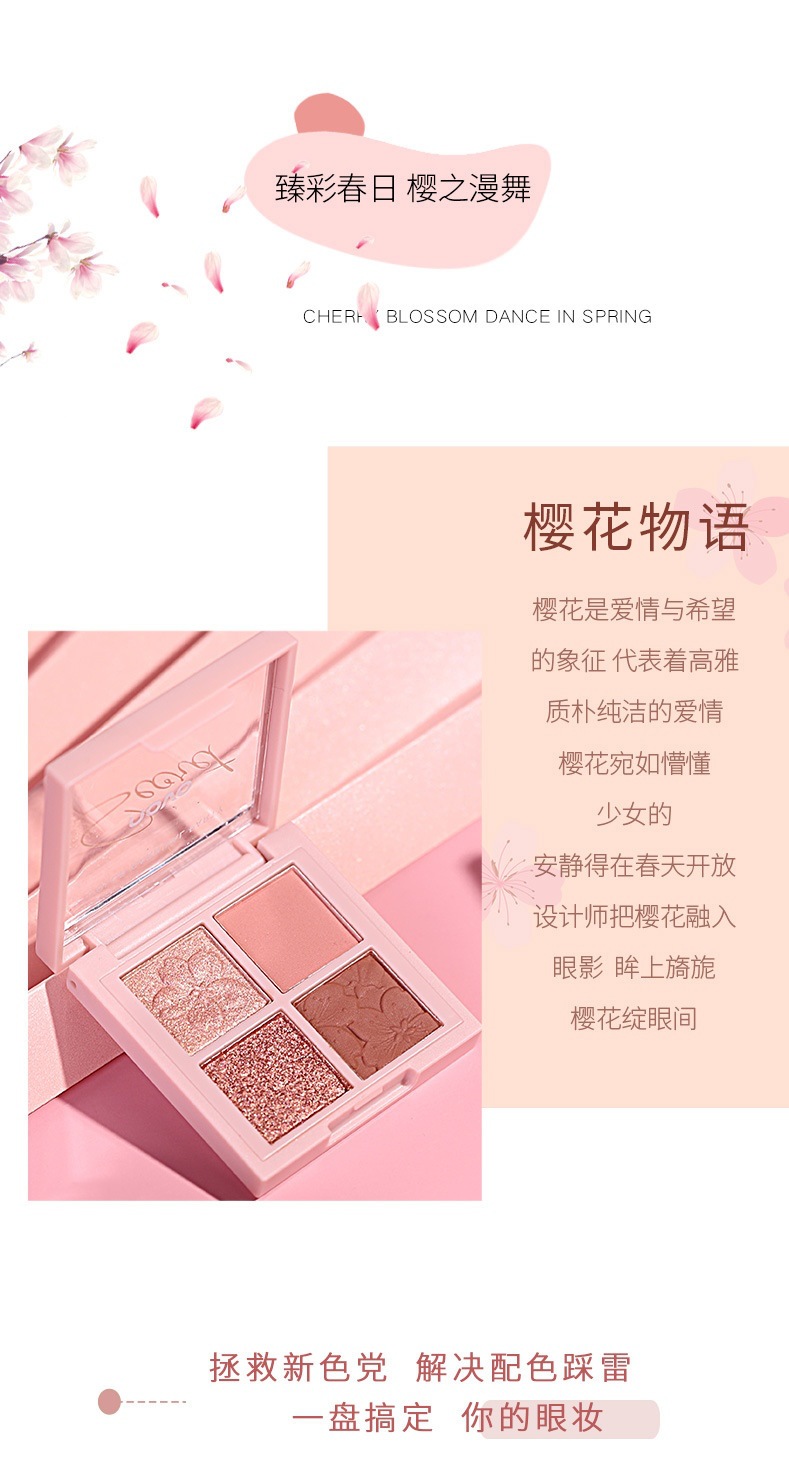 臻彩春日 樱之漫舞
CHERRY BLOSSOM DANCE IN SPRING
樱花物语
樱花是爱情与希望
的象征 代表着高雅
质朴纯洁的爱情
樱花宛如懵懂
少女的
安静得在春天开放
设计师把樱花融入
眼影 眸上旖旎
樱花绽眼间
Secret
拯救新色党 解决配色踩雷
一盘搞定 你的眼妆